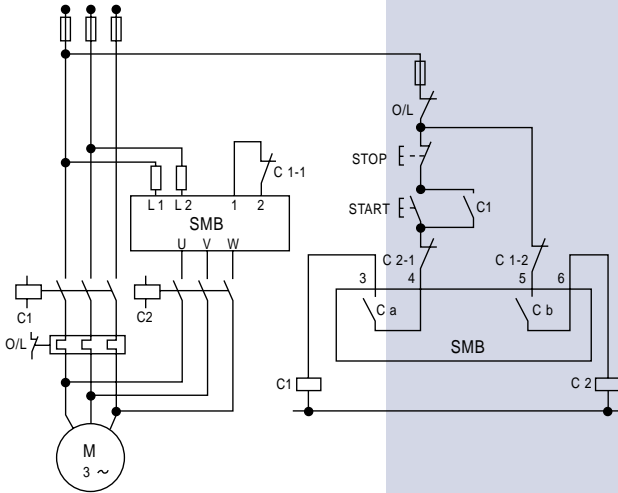 O/L
STOP
C 1-1
START
C1
L 1
L 2
1
2
SMB
U
V
W
C 2-1
C 1-2
3
4
5
6
C1
C2
C a
C b
O/L
SMB
C1
C 2
M
3 ~